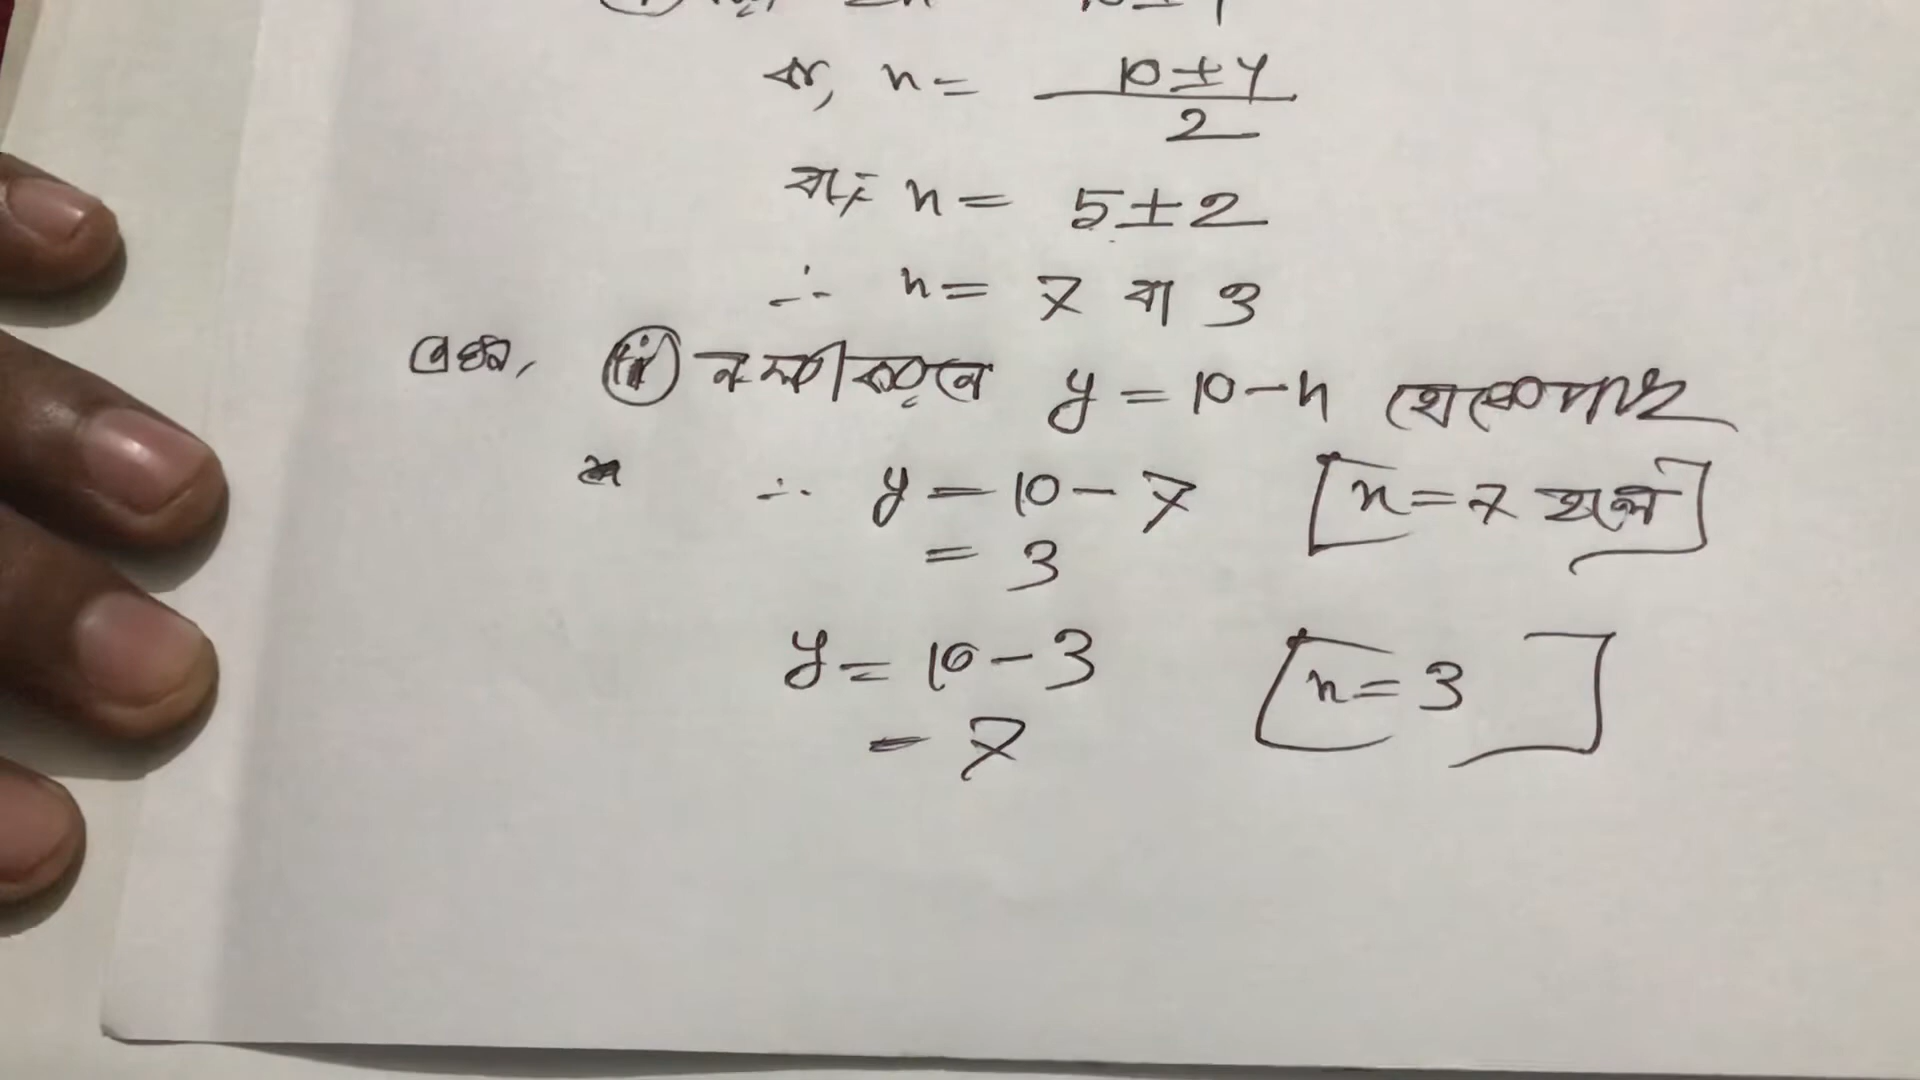 বা, x = 10±4 / 2
বা, x = 5±2
∴ x = 7 বা 3
এখন, (ii) নং সমীকরণে y = 10-x থেকে পাই
∴ y = 10-7 [x=7 হলে]
= 3
y = 10-3 [x=3 ]
= 7